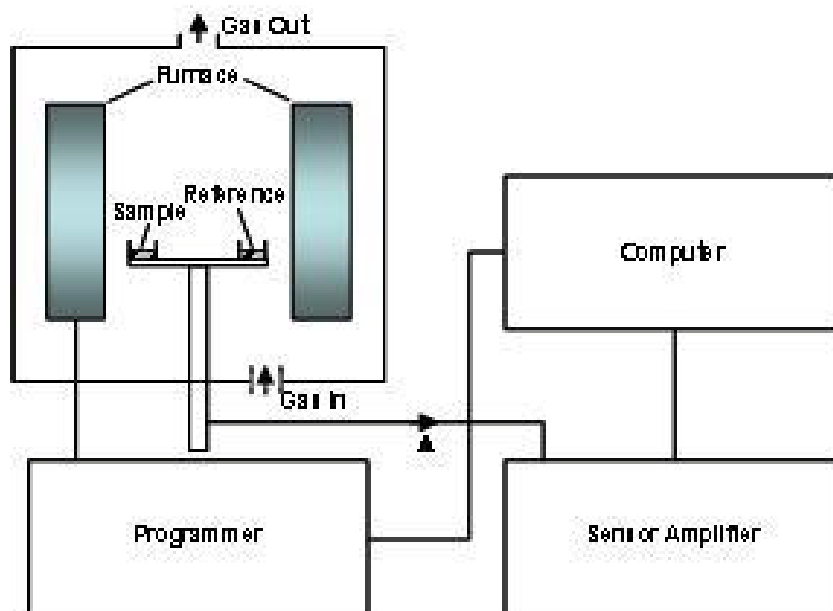 Gas Out
Furnace
Reference
Sample
Computer
Gas In
Programmer
Sensor Amplifier